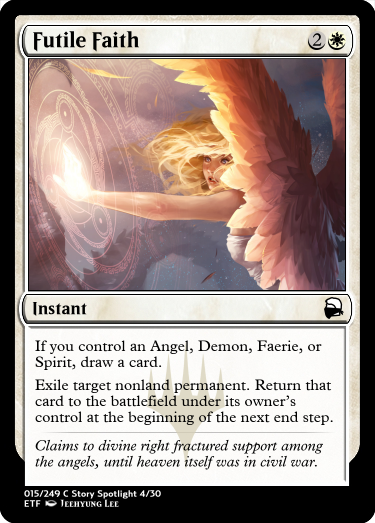 Futile Faith 2
Instant
If you control an Angel, Demon, Faerie, or
Spirit, draw a card.
Exile target nonland permanent. Return that
card to the battlefield under its owner's
control at the beginning of the next end step.
Claims to divine right fractured support among
the angels, until heaven itself was in civil war.
015/249 C Story Spotlight 4/30
ETF Jeehyung Lee